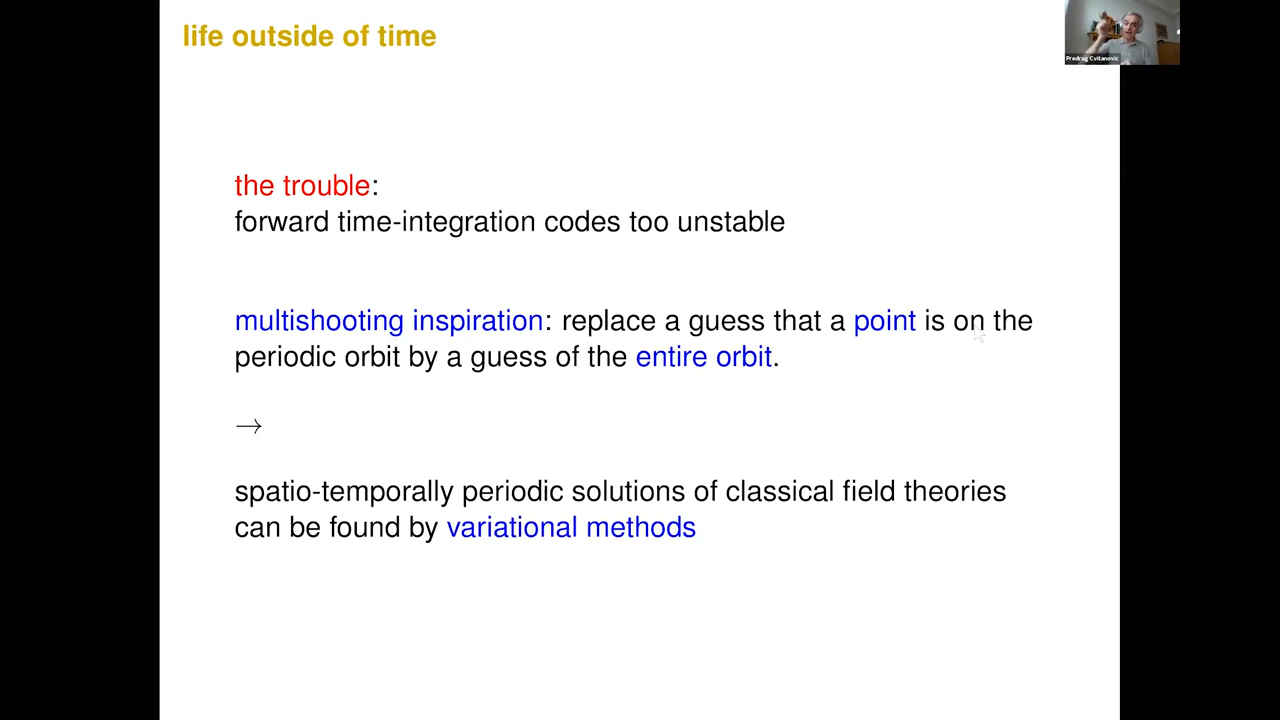 life outside of time
Predrag Cvitanovic
the trouble:
forward time-integration codes too unstable
multishooting inspiration: replace a guess that a point is on the
periodic orbit by a guess of the entire orbit.
→
spatio-temporally periodic solutions of classical field theories
can be found by variational methods